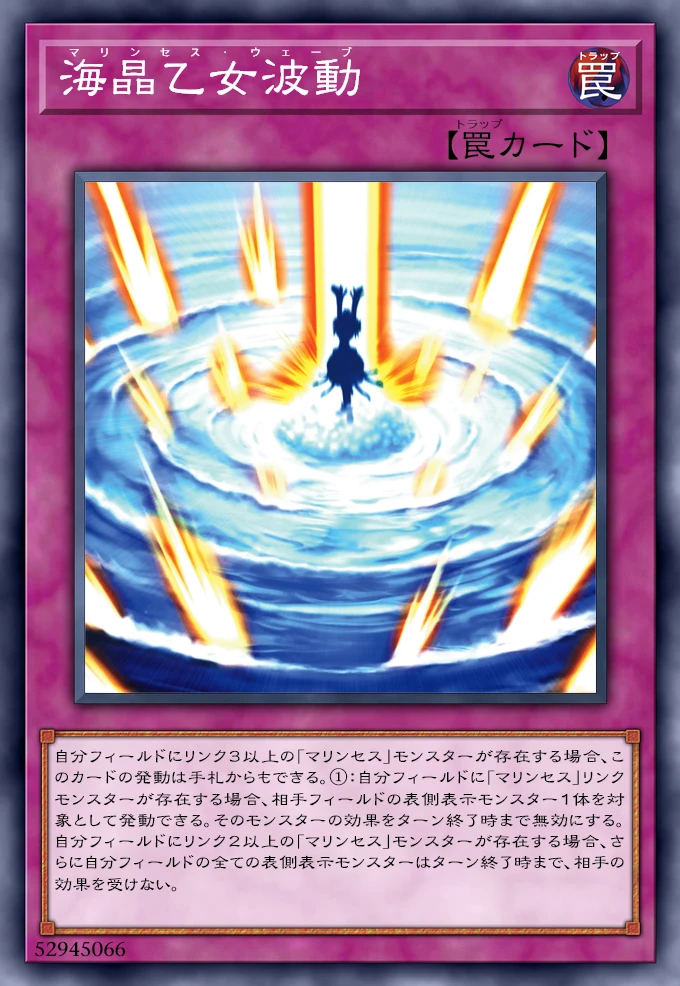 マリンセス・ウェーブ
海晶乙女波動
トラップ
罠
トラップ
【罠カード】
自分フィールドにリンク３以上の「マリンセス」モンスターが存在する場合、こ
のカードの発動は手札からもできる。①：自分フィールドに「マリンセス」リンク
モンスターが存在する場合、相手フィールドの表側表示モンスター１体を対
象として発動できる。そのモンスターの効果をターン終了時まで無効にする。
自分フィールドにリンク２以上の「マリンセス」モンスターが存在する場合、さ
らに自分フィールドの全ての表側表示モンスターはターン終了時まで、相手の
効果を受けない。
52945066